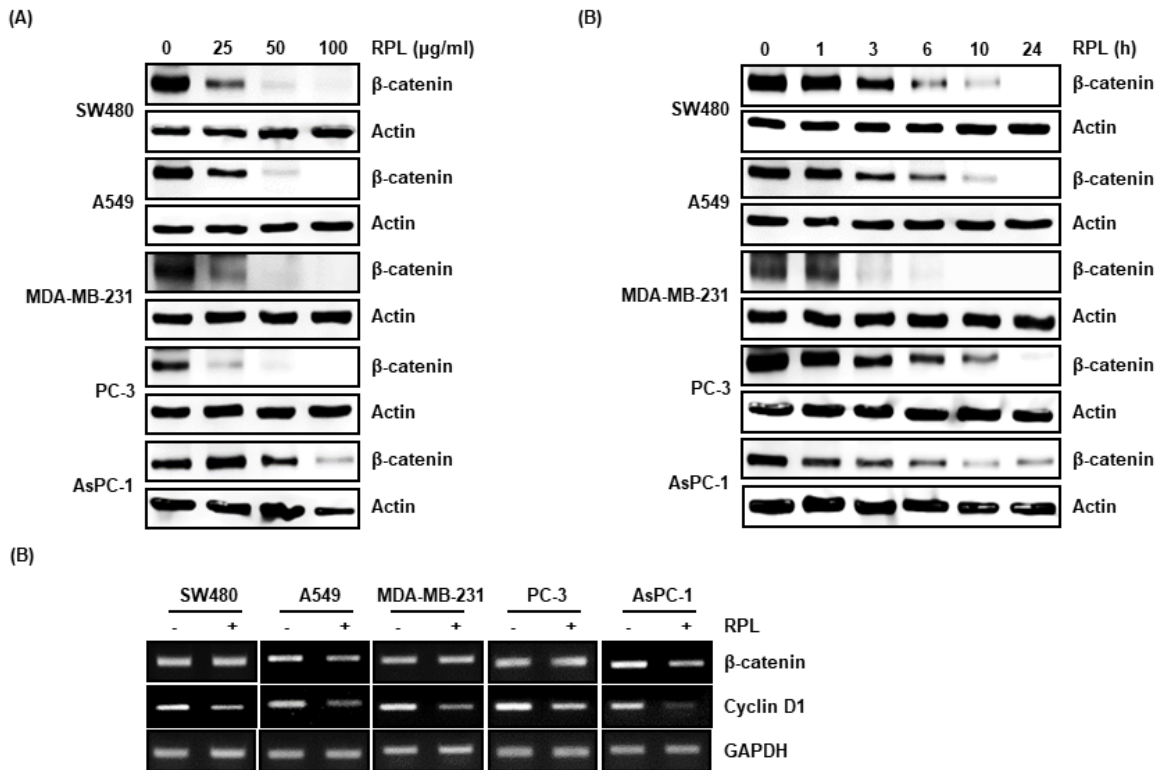 (A)
0 25 50 100 RPL (µg/ml)
SW480
β-catenin
Actin
A549
β-catenin
Actin
MDA-MB-231
β-catenin
Actin
PC-3
β-catenin
Actin
AsPC-1
β-catenin
Actin
(B)
0 1 3 6 10 24 RPL (h)
SW480
β-catenin
Actin
A549
β-catenin
Actin
MDA-MB-231
β-catenin
Actin
PC-3
β-catenin
Actin
AsPC-1
β-catenin
Actin
(B)
SW480 A549 MDA-MB-231 PC-3 AsPC-1
- + - + - + - + - + RPL
β-catenin
Cyclin D1
GAPDH